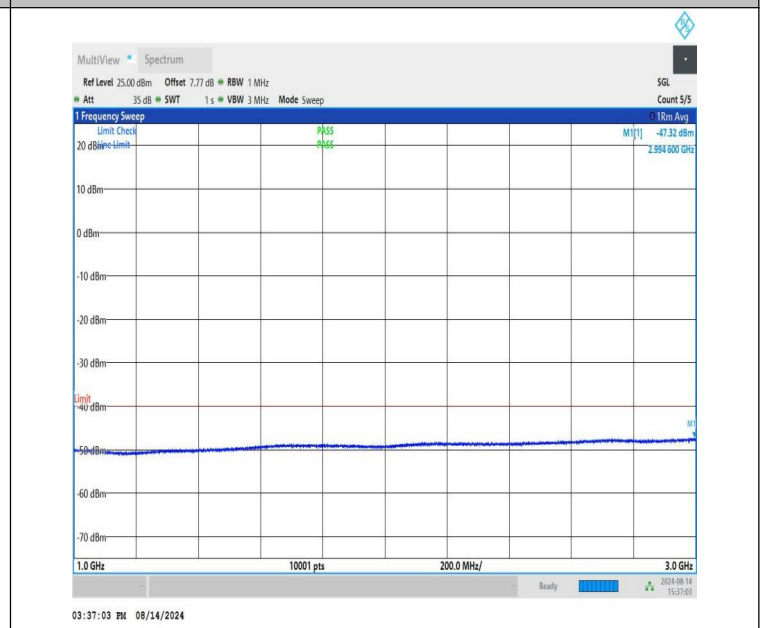 MultiView Spectrum
Ref Level 25.00 dBm Offset 7.77 dB RBW 1 MHz SGL
Att 35 dB SWT 1 s VBW 3 MHz Mode Sweep Count 5/5
1 Frequency Sweep 1Rm Avg
Limit Check PASS M1[1] -47.32 dBm
Line Limit PASS 2.994 600 GHz
20 dBm
10 dBm
0 dBm
-10 dBm
-20 dBm
-30 dBm
Limit
-40 dBm
M1
-50 dBm
-60 dBm
-70 dBm
1.0 GHz 10001 pts 200.0 MHz/ 3.0 GHz
Ready 2024-08-14
15:37:03
03:37:03 PM 08/14/2024